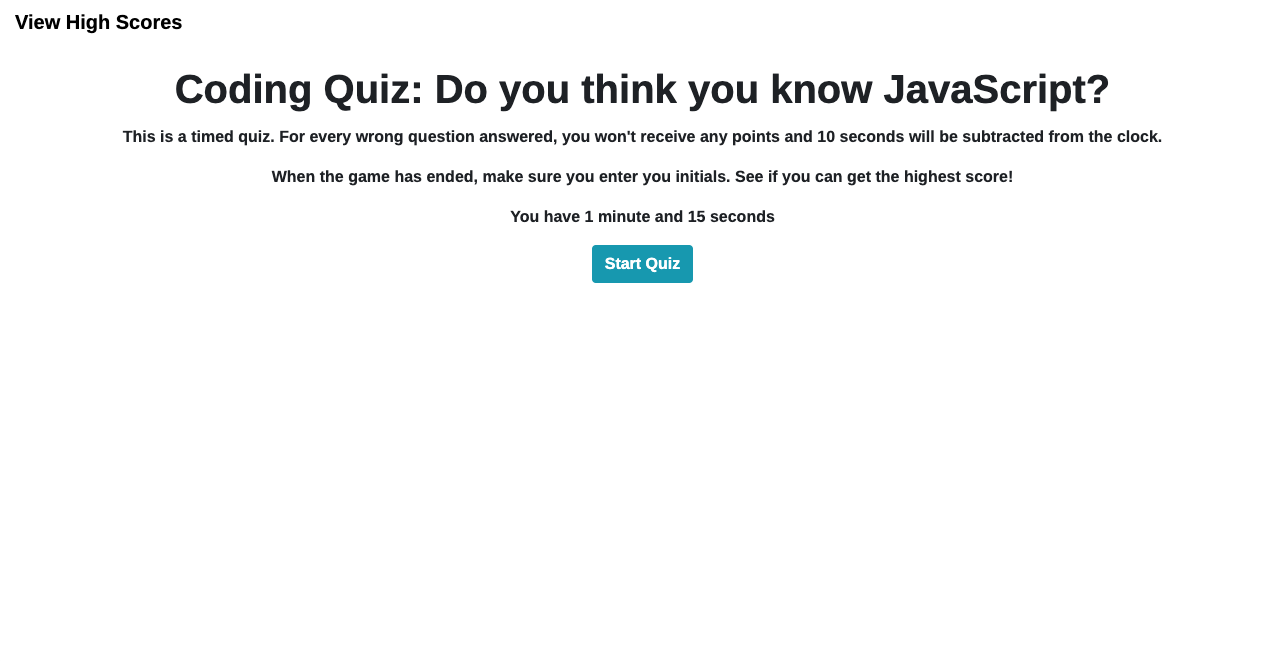 View High Scores
Coding Quiz: Do you think you know JavaScript?
This is a timed quiz. For every wrong question answered, you won't receive any points and 10 seconds will be subtracted from the clock.
When the game has ended, make sure you enter you initials. See if you can get the highest score!
You have 1 minute and 15 seconds
Start Quiz